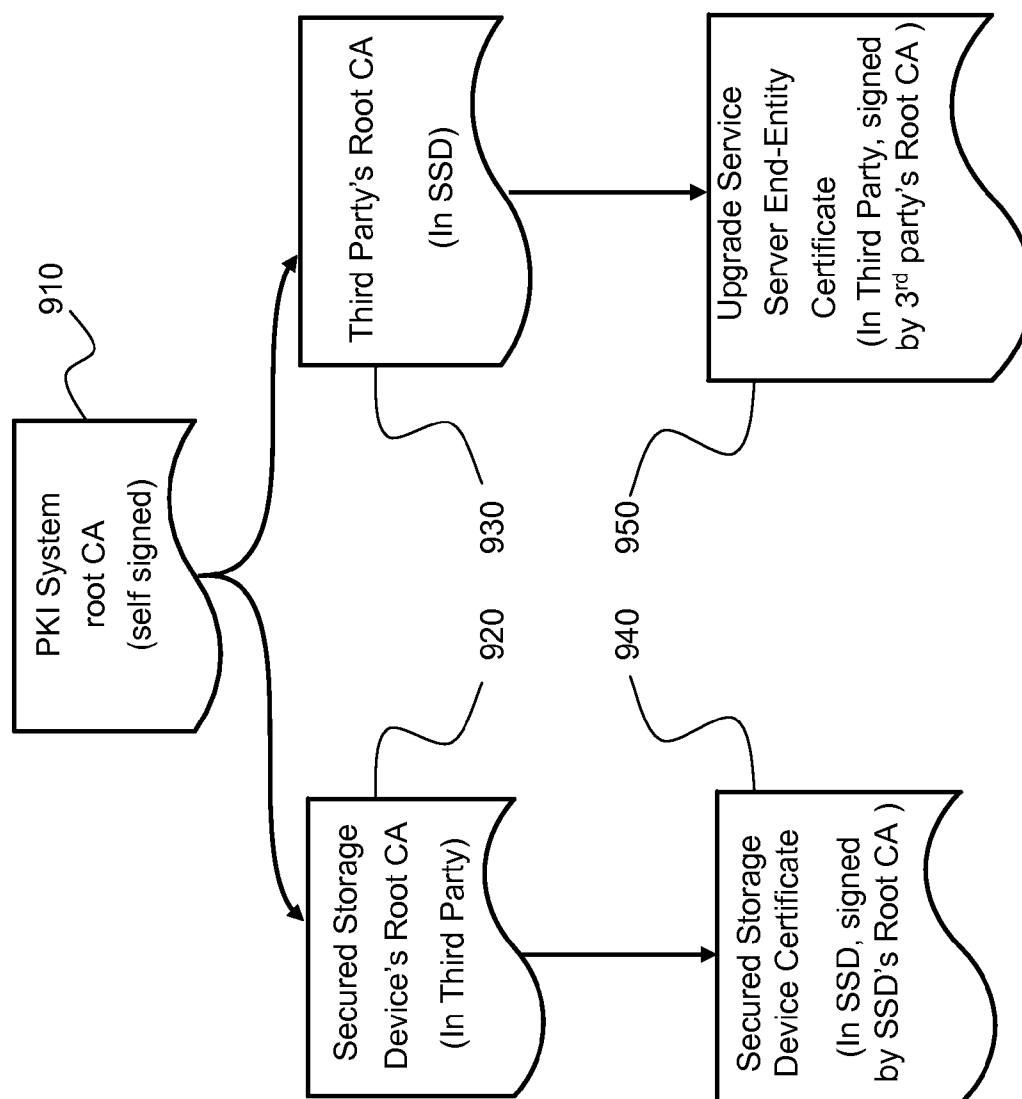 PKI System
root CA
(self signed)
910
Secured Storage
Device's Root CA
(In Third Party)
920
Third Party's Root CA
(In SSD)
930
Secured Storage
Device Certificate
(In SSD, signed
by SSD's Root CA )
940
Upgrade Service
Server End-Entity
Certificate
(In Third Party, signed
by 3rd party's Root CA)
950